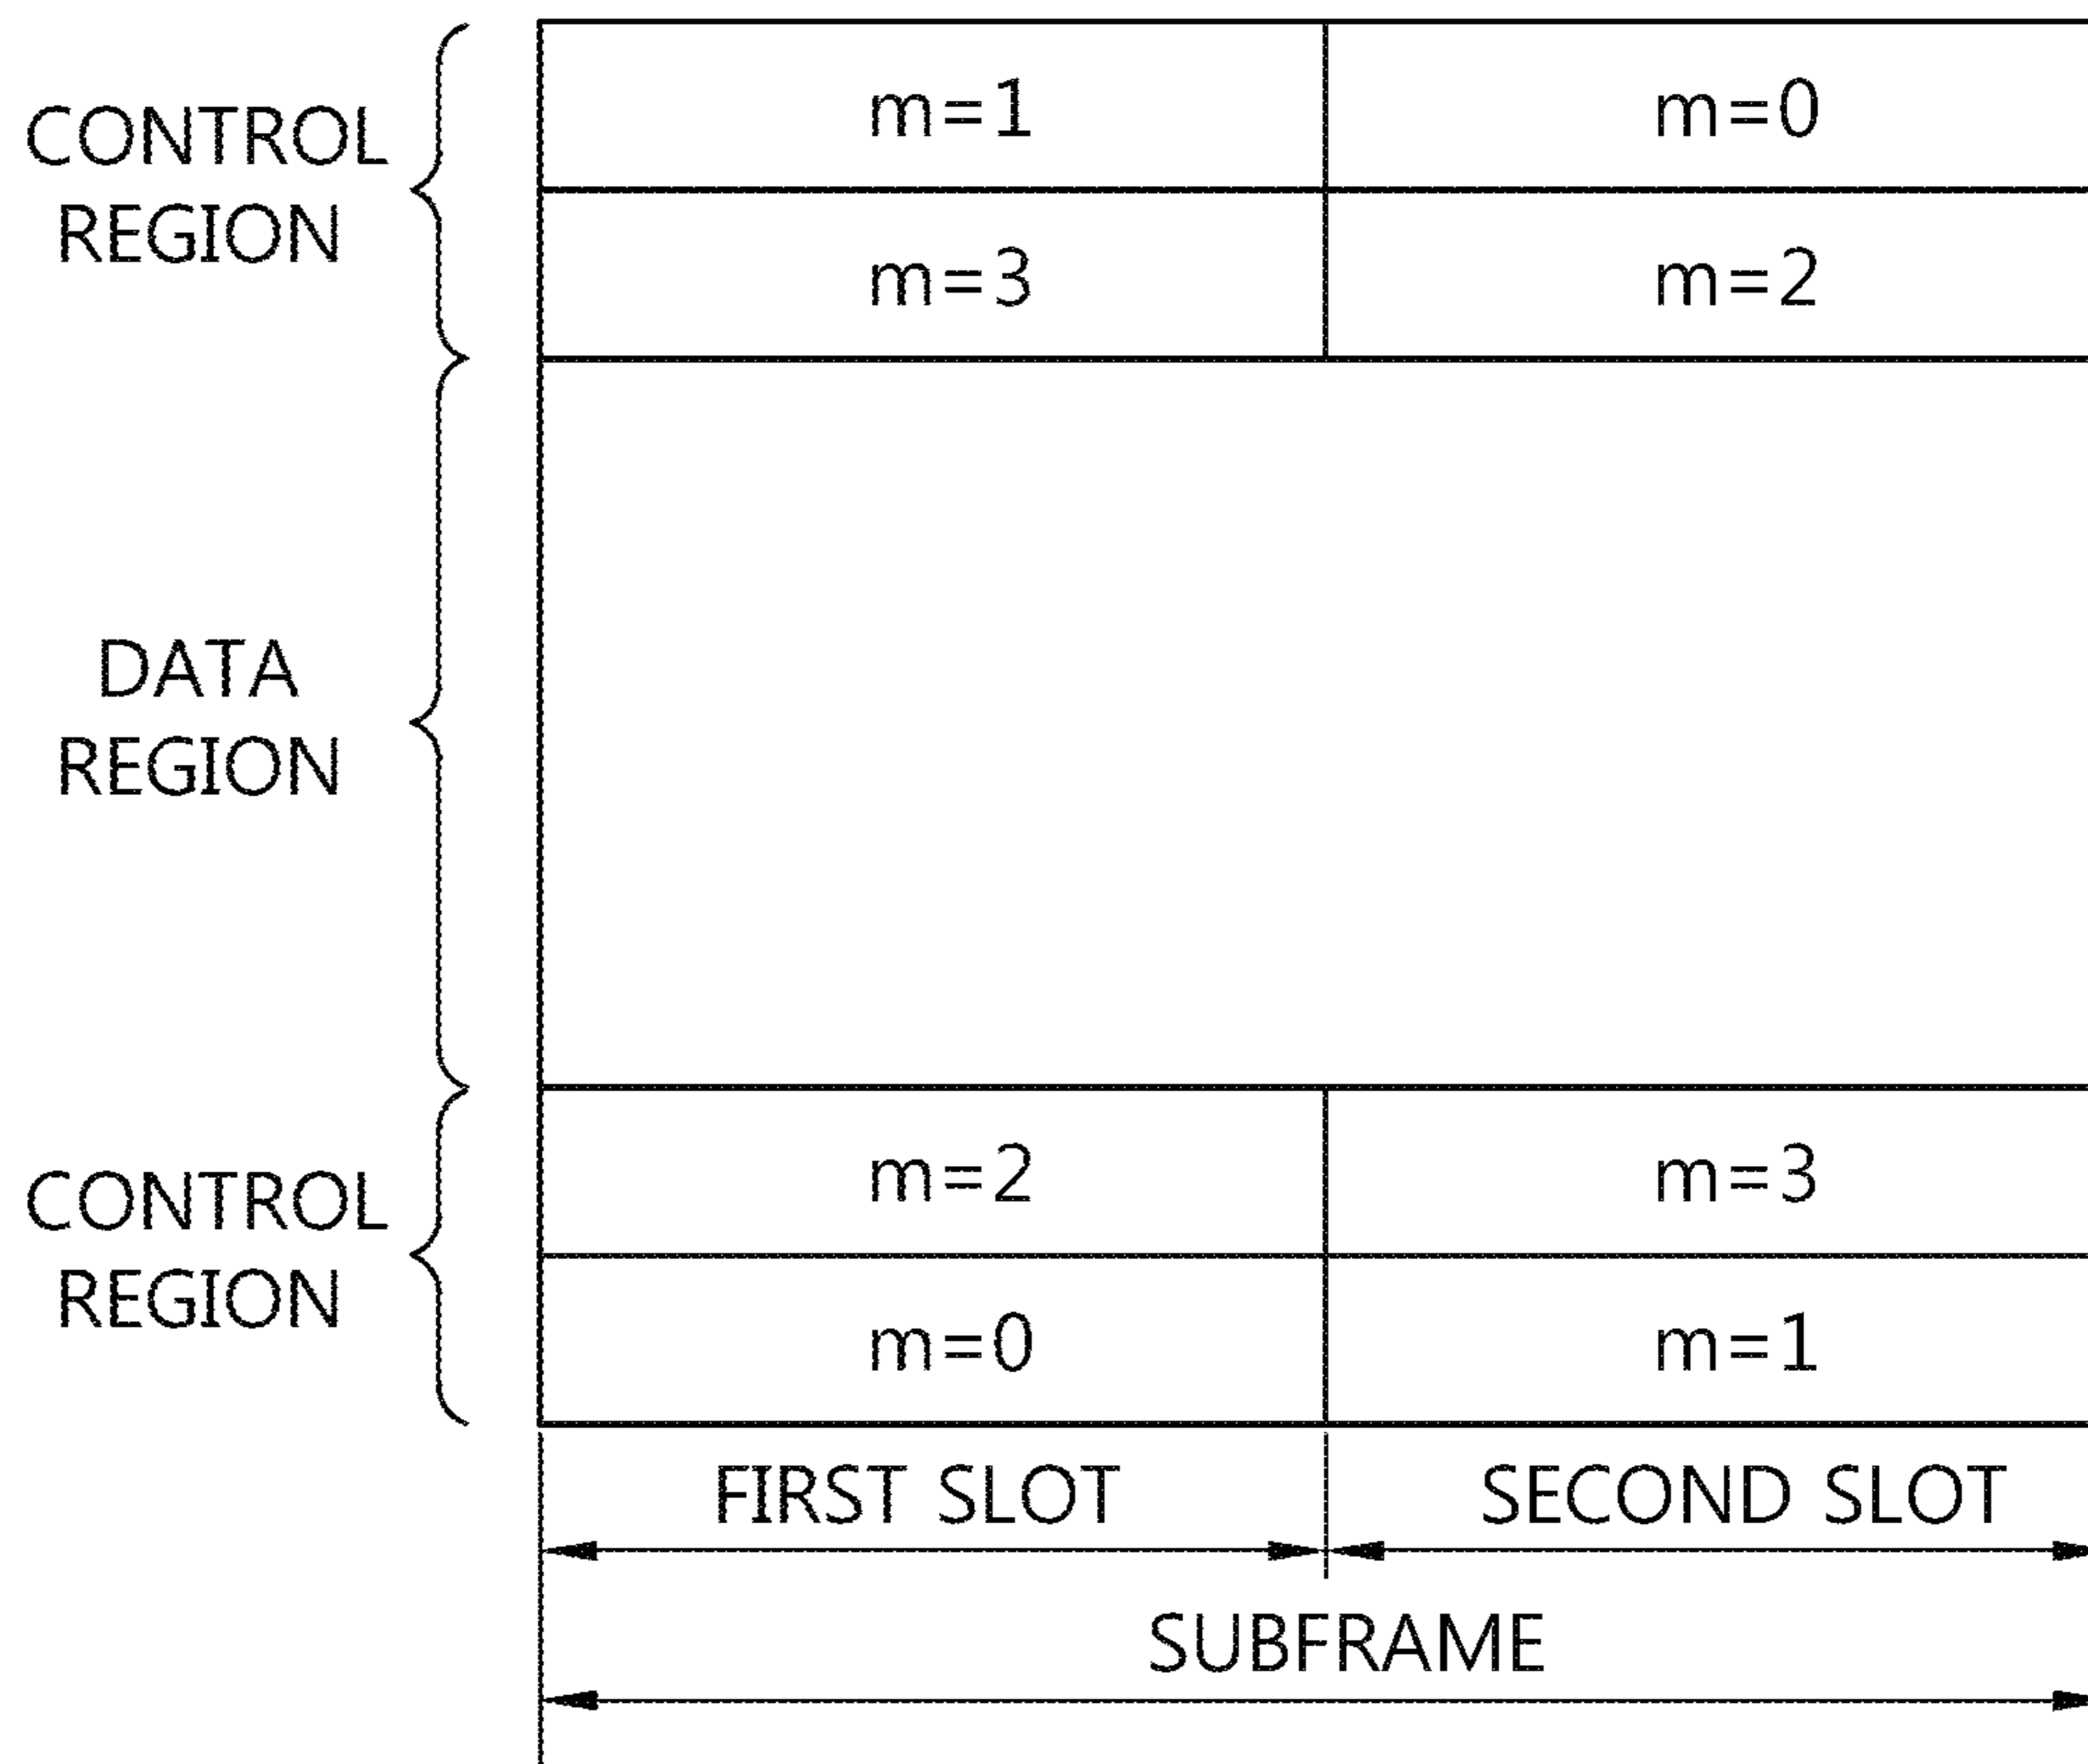 CONTROL
REGION
m=1 m=0
m=3 m=2
DATA
REGION
CONTROL
REGION
m=2 m=3
m=0 m=1
FIRST SLOT SECOND SLOT
SUBFRAME